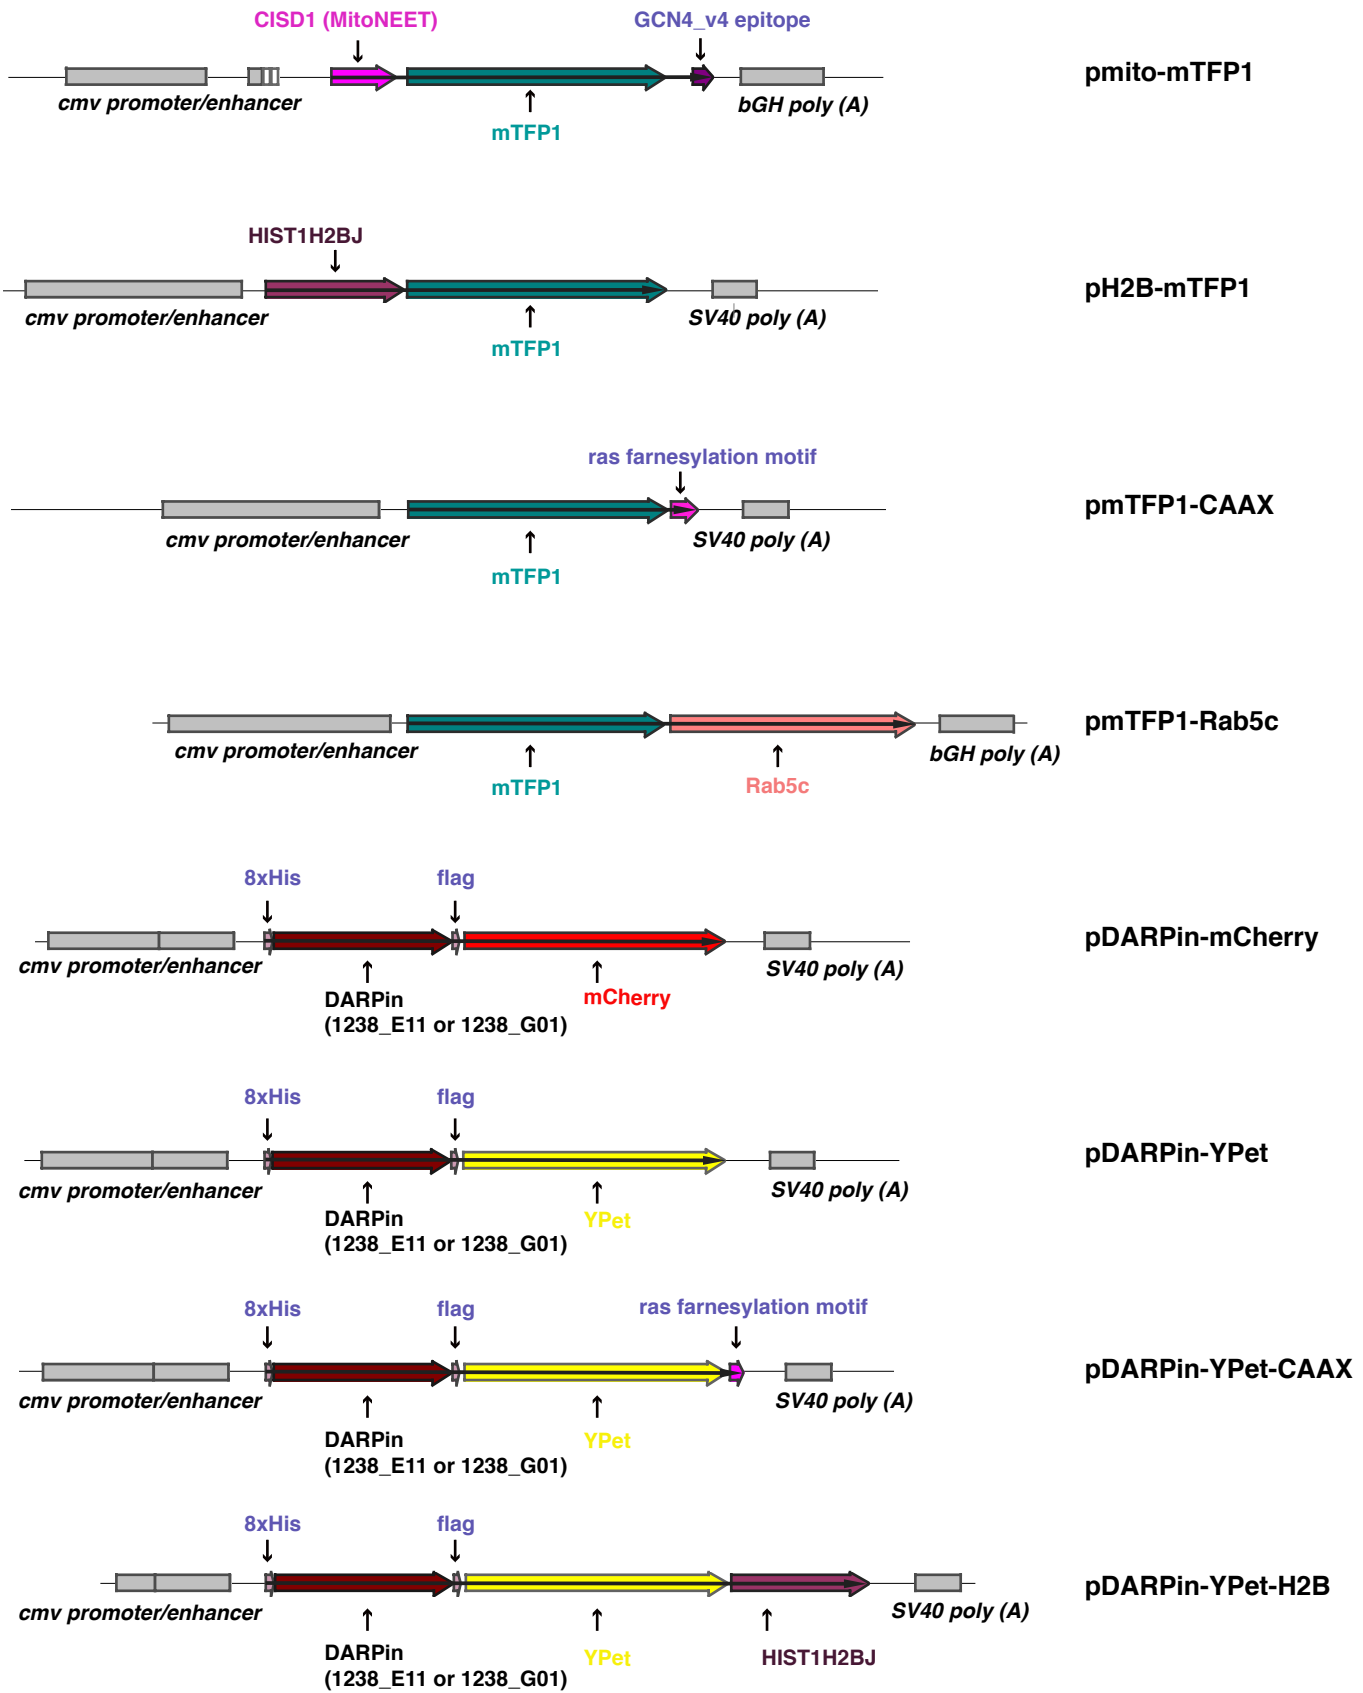 CISD1 (MitoNEET)
GCN4_v4 epitope
pmito-mTFP1
cmv promoter/enhancer
bGH poly (A)
mTFP1
HIST1H2BJ
pH2B-mTFP1
cmv promoter/enhancer
SV40 poly (A)
mTFP1
ras farnesylation motif
pmTFP1-CAAX
cmv promoter/enhancer
SV40 poly (A)
mTFP1
pmTFP1-Rab5c
cmv promoter/enhancer
bGH poly (A)
mTFP1
Rab5c
8xHis
flag
pDARPin-mCherry
cmv promoter/enhancer
SV40 poly (A)
DARPin
(1238_E11 or 1238_G01)
mCherry
8xHis
flag
pDARPin-YPet
cmv promoter/enhancer
SV40 poly (A)
DARPin
(1238_E11 or 1238_G01)
YPet
8xHis
flag
ras farnesylation motif
pDARPin-YPet-CAAX
cmv promoter/enhancer
SV40 poly (A)
DARPin
(1238_E11 or 1238_G01)
YPet
8xHis
flag
pDARPin-YPet-H2B
cmv promoter/enhancer
SV40 poly (A)
DARPin
(1238_E11 or 1238_G01)
YPet
HIST1H2BJ